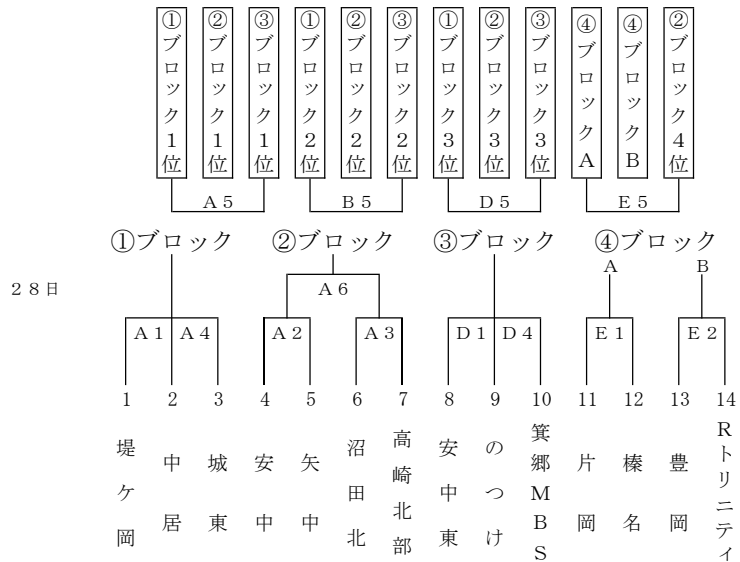 ①ブロック1位
②ブロック1位
③ブロック1位
①ブロック2位
②ブロック2位
③ブロック2位
①ブロック3位
②ブロック3位
③ブロック3位
④ブロックA
④ブロックB
②ブロック4位
A5 B5 D5 E5
①ブロック ②ブロック ③ブロック ④ブロック
A B
28日
A6
A1 A4 A2 A3 D1 D4 E1 E2
1 2 3 4 5 6 7 8 9 10 11 12 13 14
堤ケ岡
中居
城東
安中
矢中
沼田北
高崎北部
安中東
のつけ
箕郷MBS
片岡
榛名
豊岡
Rトリニティ